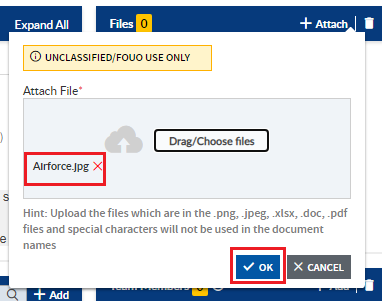 Expand All
Files 0
+ Attach
UNCLASSIFIED/FOUO USE ONLY
Attach File*
Drag/Choose files
Airforce.jpg ×
Hint: Upload the files which are in the .png, .jpeg, .xlsx, .doc, .pdf
files and special characters will not be used in the document
names
✓ OK
× CANCEL
+ Add
Team Members
+ Add